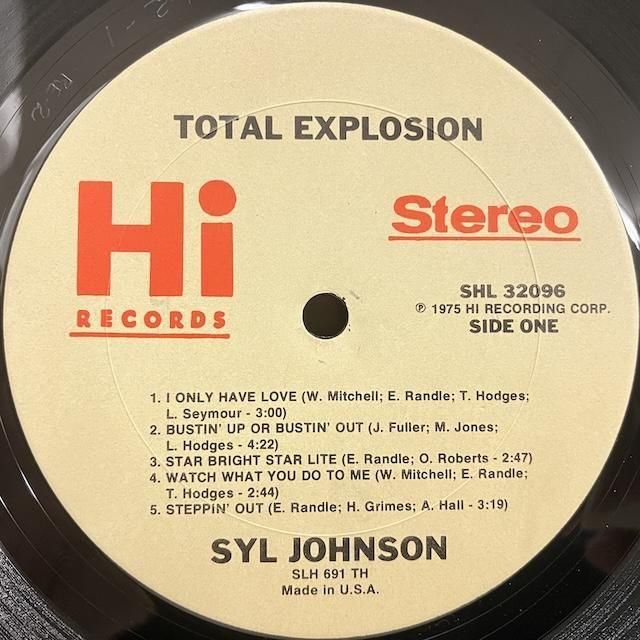 TOTAL EXPLOSION
Hi
RECORDS
Stereo
SHL 32096
℗ 1975 HI RECORDING CORP.
SIDE ONE
1. I ONLY HAVE LOVE (W. Mitchell; E. Randle; T. Hodges;
L. Seymour - 3:00)
2. BUSTIN' UP OR BUSTIN' OUT (J. Fuller; M. Jones;
L. Hodges - 4:22)
3. STAR BRIGHT STAR LITE (E. Randle; O. Roberts - 2:47)
4. WATCH WHAT YOU DO TO ME (W. Mitchell; E. Randle;
T. Hodges - 2:44)
5. STEPPIN' OUT (E. Randle; H. Grimes; A. Hall - 3:19)
SYL JOHNSON
SLH 691 TH
Made in U.S.A.